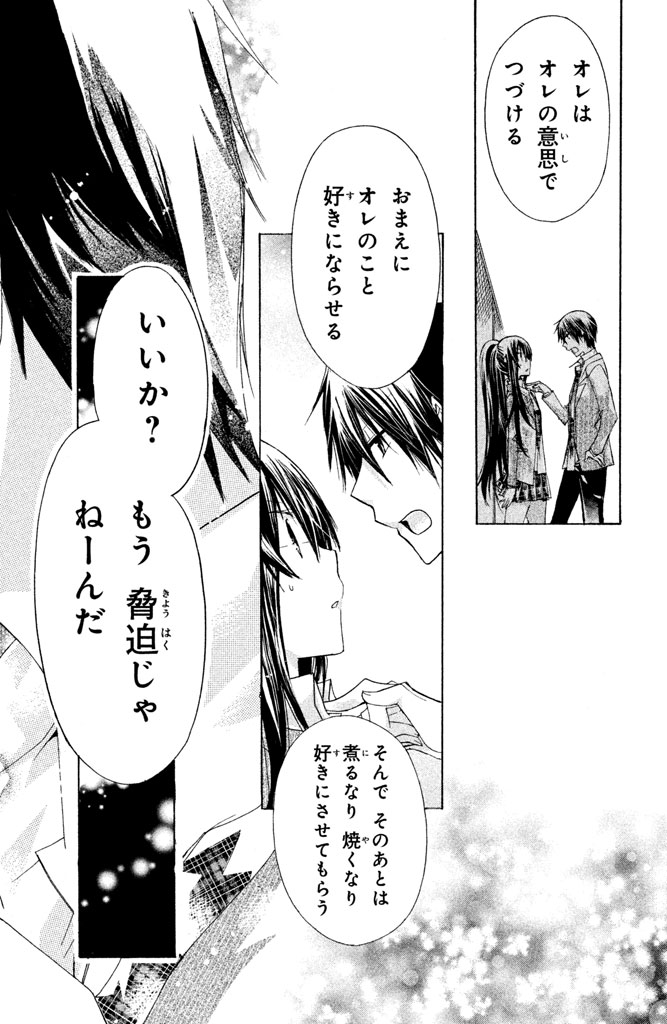 オレは
オレの意思で
つづける
おまえに
オレのこと
好きにならせる
そんで そのあとは
煮るなり 焼くなり
好きにさせてもらう
いいか?
もう 脅迫じゃ
ねーんだ